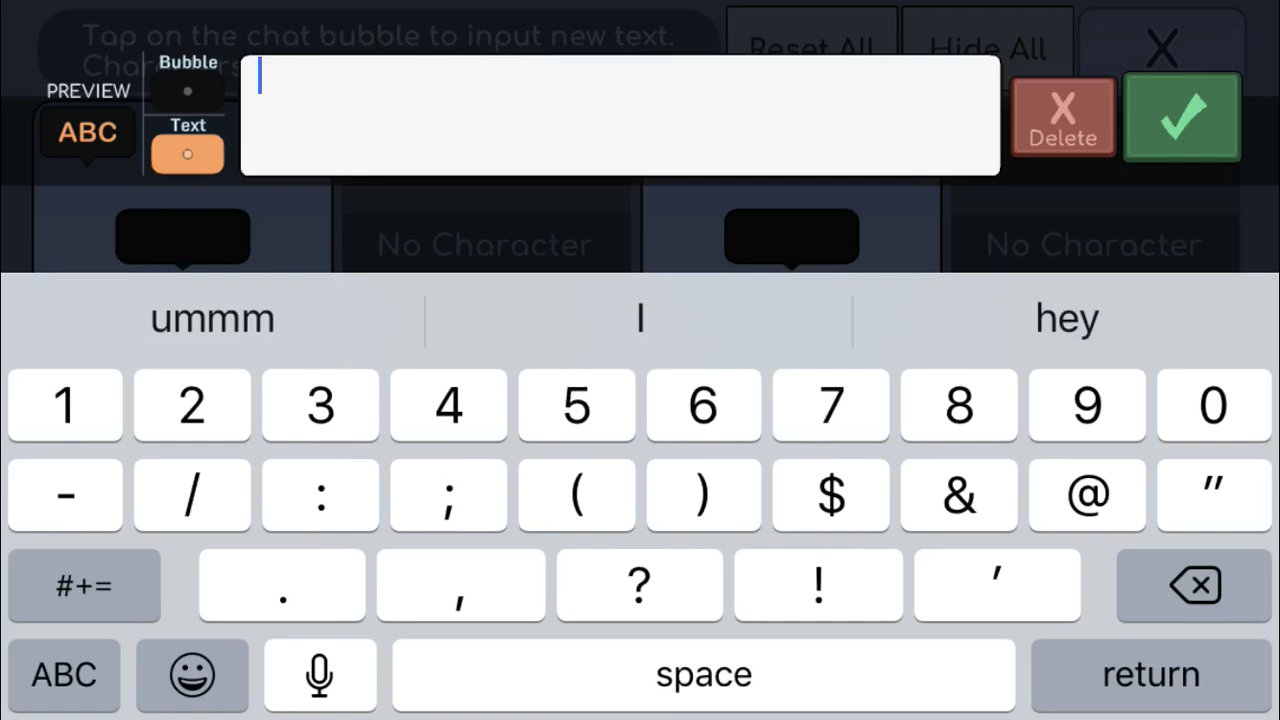 Tap on the chat bubble to input new text.
Reset All
Hide All
X
Bubble
PREVIEW
ABC
Text
X
Delete
No Character
No Character
ummm
I
hey
1 2 3 4 5 6 7 8 9 0
- / : ; ( ) $ & @ "
#+= . , ? ! '
ABC
space
return